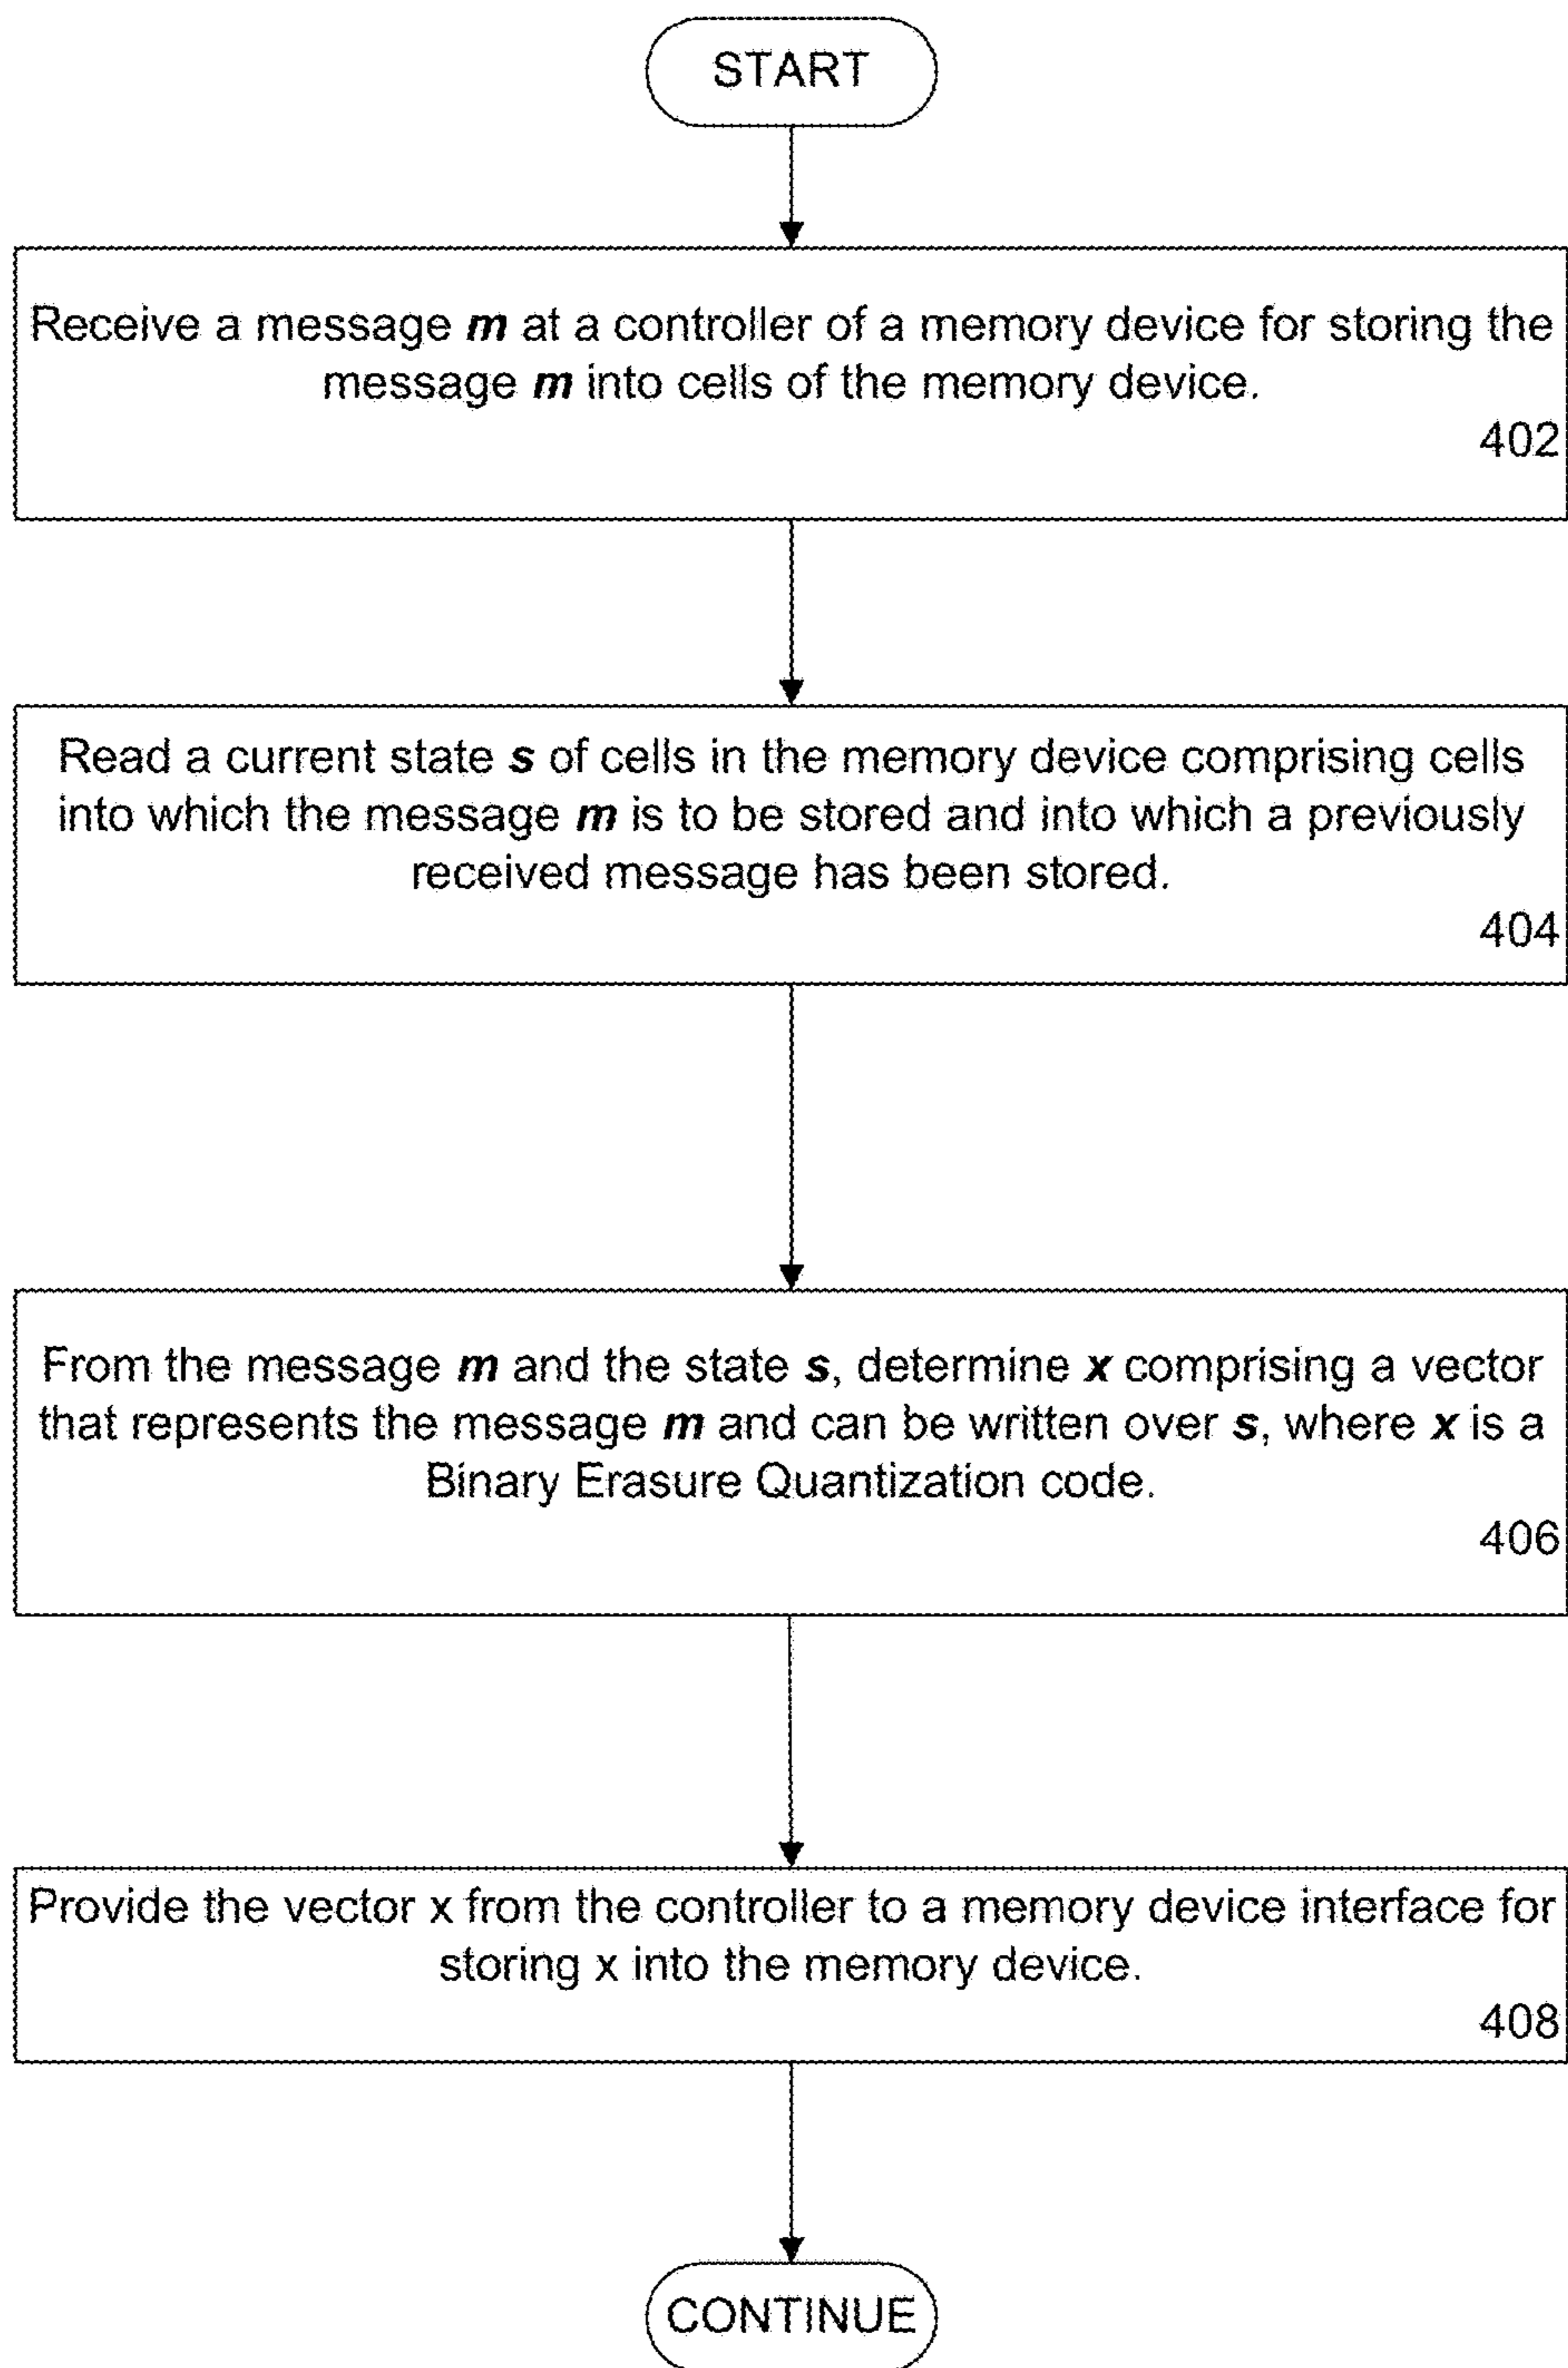 START
Receive a message m at a controller of a memory device for storing the
message m into cells of the memory device.
402
Read a current state s of cells in the memory device comprising cells
into which the message m is to be stored and into which a previously
received message has been stored.
404
From the message m and the state s, determine x comprising a vector
that represents the message m and can be written over s, where x is a
Binary Erasure Quantization code.
406
Provide the vector x from the controller to a memory device interface for
storing x into the memory device.
408
CONTINUE